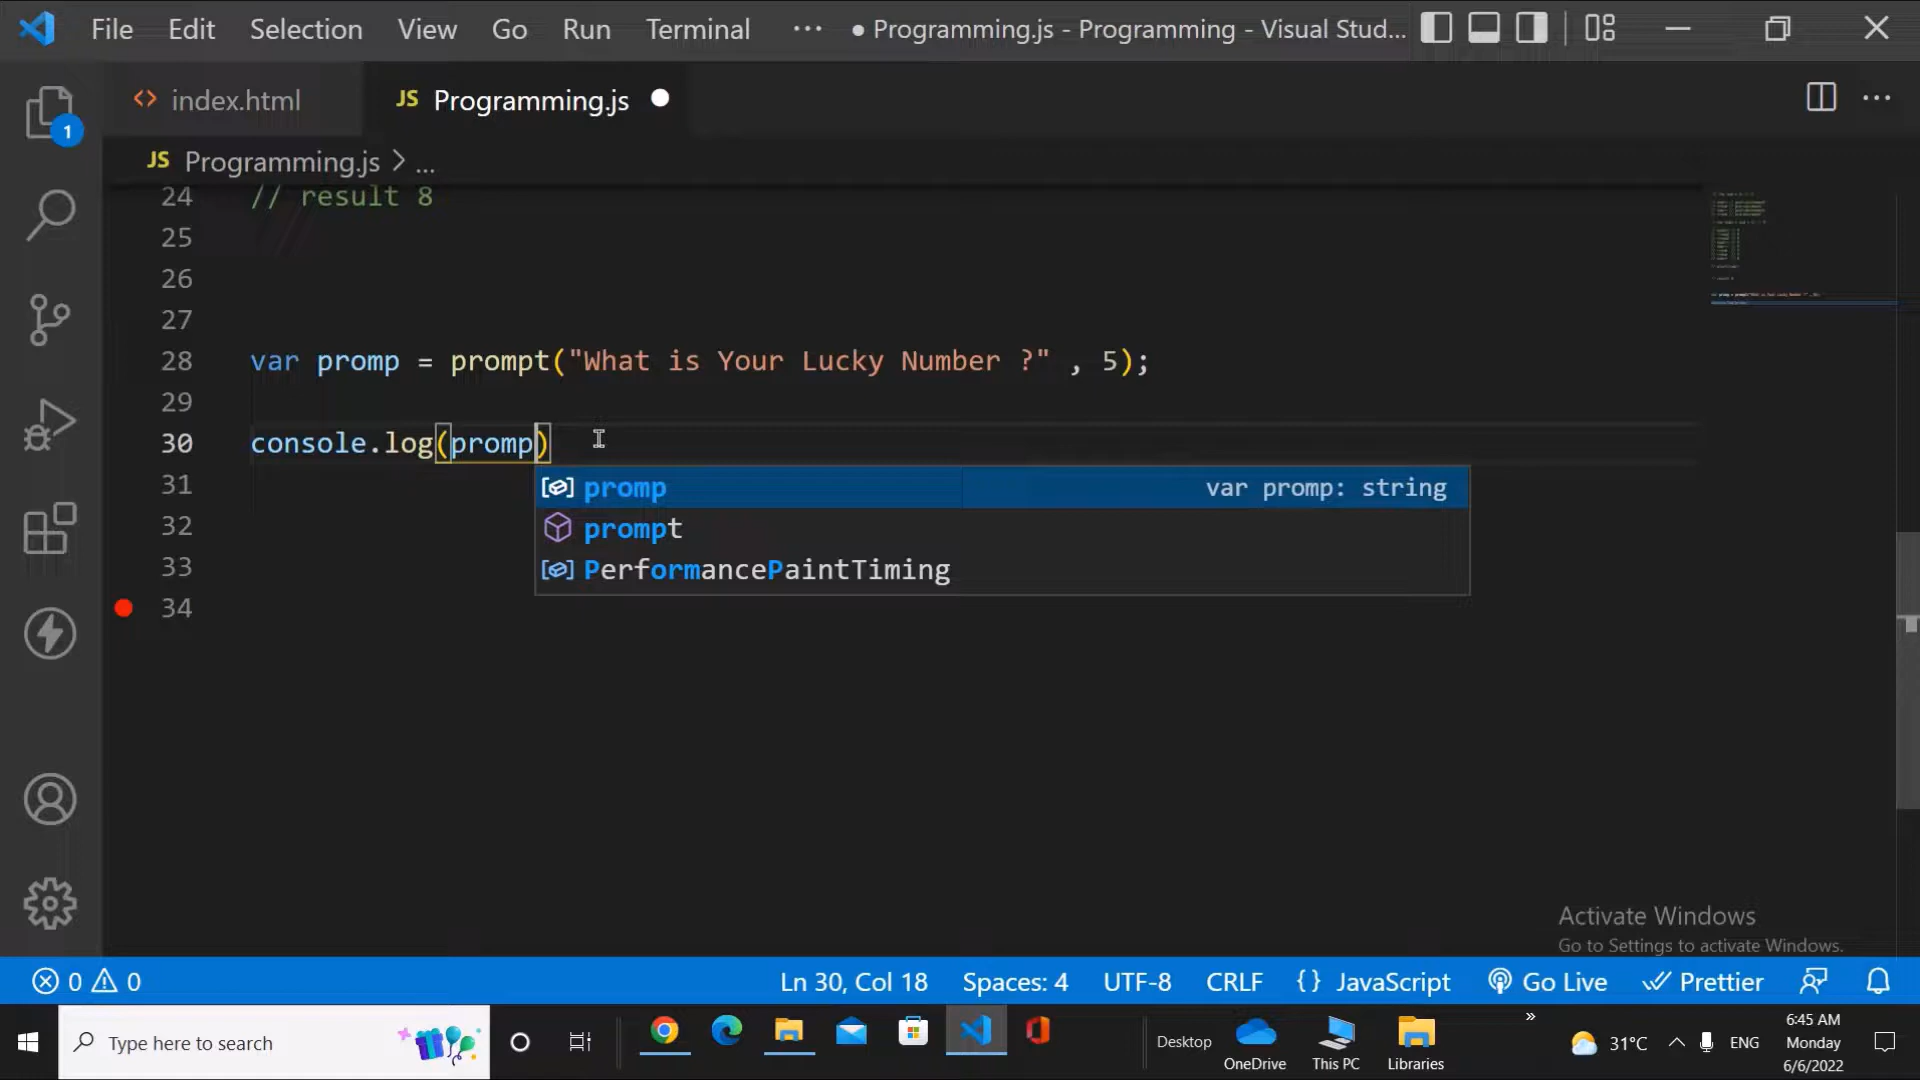 File Edit Selection View Go Run Terminal ··· ● Programming.js - Programming - Visual Stud...
<> index.html JS Programming.js ●
1
JS Programming.js > ...
24 // result 8
25
26
27
28 var promp = prompt("What is Your Lucky Number ?" , 5);
29
30 console.log(promp)
31 promp var promp: string
32 prompt
33 PerformancePaintTiming
34
Activate Windows
Go to Settings to activate Windows.
0 0 Ln 30, Col 18 Spaces: 4 UTF-8 CRLF {} JavaScript Go Live Prettier
Type here to search Desktop OneDrive This PC Libraries » 31°C ENG 6:45 AM
Monday
6/6/2022